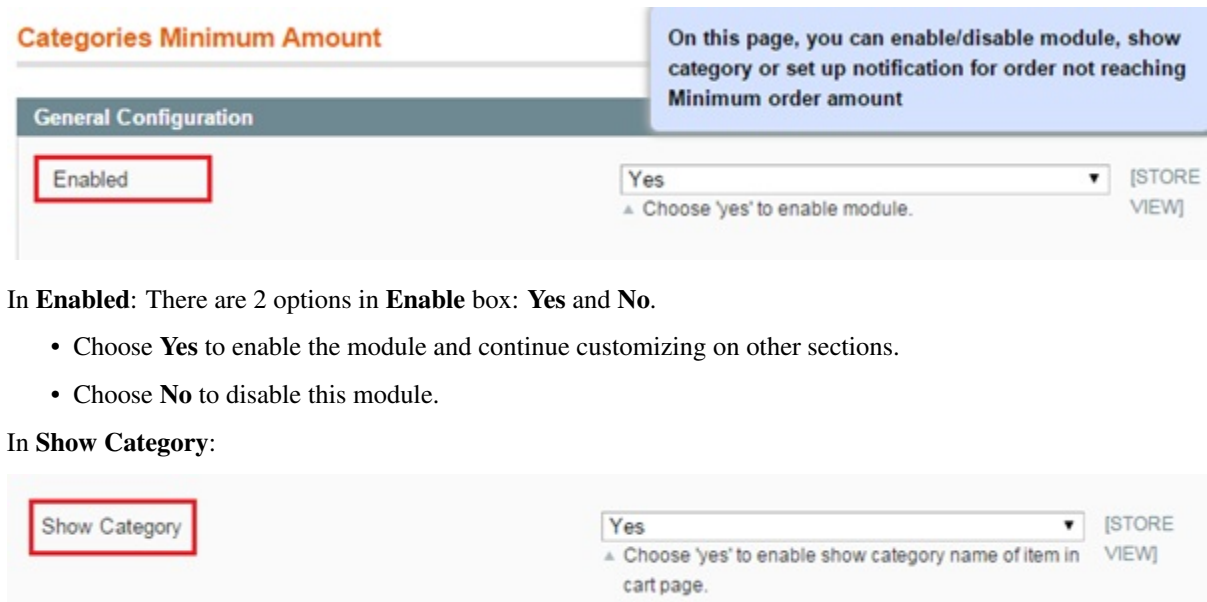 Categories Minimum Amount
On this page, you can enable/disable module, show
category or set up notification for order not reaching
Minimum order amount
General Configuration
Enabled
Yes
[STORE
Choose 'yes' to enable module.
VIEW]
In Enabled: There are 2 options in Enable box: Yes and No.
• Choose Yes to enable the module and continue customizing on other sections.
• Choose No to disable this module.
In Show Category:
Show Category
Yes
[STORE
Choose 'yes' to enable show category name of item in
VIEW]
cart page.